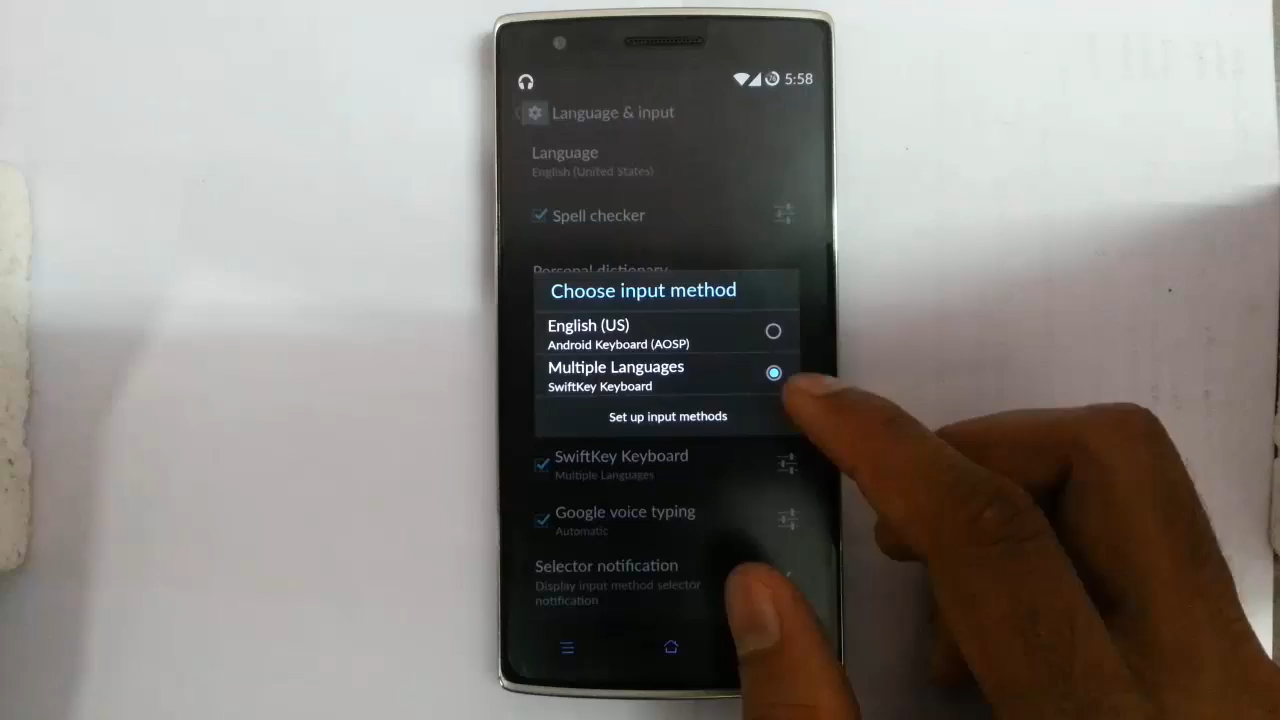 5:58
Language & input
Language
English (United States)
Spell checker
Personal dictionary
Choose input method
English (US)
Android Keyboard (AOSP)
Multiple Languages
SwiftKey Keyboard
Set up input methods
SwiftKey Keyboard
Multiple Languages
Google voice typing
Automatic
Selector notification
Display input method selector
notification